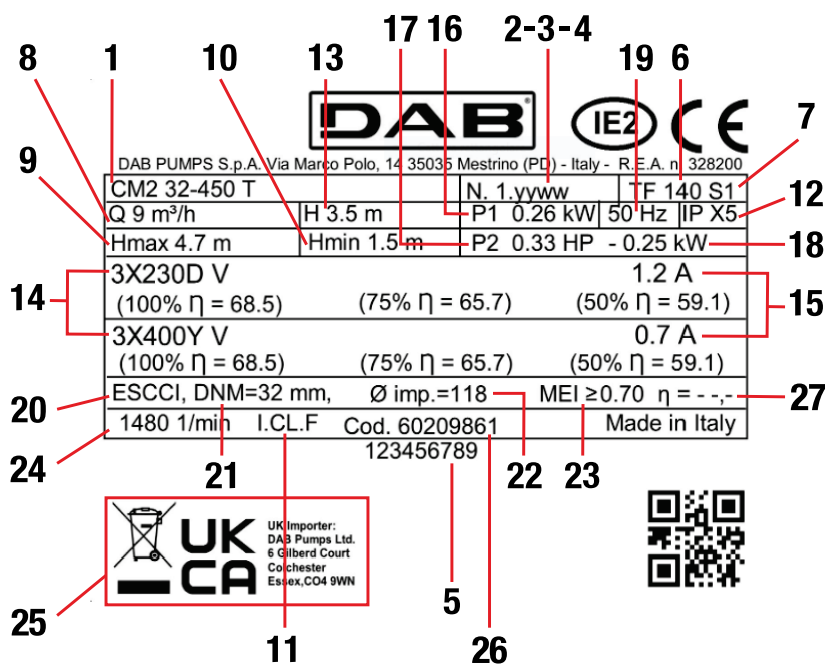 17 16 2-3-4
8 1 10 13 19 6
DAB
IE2 CE
7
9
DAB PUMPS S.p.A. Via Marco Polo, 14 35035 Mestrino (PD) - Italy - R.E.A. n. 328200
CM2 32-450 T N. 1.yyww TF 140 S1
12
Q 9 m³/h H 3.5 m P1 0.26 kW 50 Hz IP X5
Hmax 4.7 m Hmin 1.5 m P2 0.33 HP - 0.25 kW
18
3X230D V 1.2 A
14 15
(100% Ƞ = 68.5) (75% Ƞ = 65.7) (50% Ƞ = 59.1)
3X400Y V 0.7 A
(100% Ƞ = 68.5) (75% Ƞ = 65.7) (50% Ƞ = 59.1)
20 ESCCI, DNM=32 mm, Ø imp.=118 MEI ≥0.70 η = - -,- 27
24 1480 1/min I.CL.F Cod. 60209861 Made in Italy
123456789
21 22 23
UK CA
UK Importer:
DAB Pumps Ltd.
6 Gilberd Court
Colchester
Essex,CO4 9WN
25 11 5 26